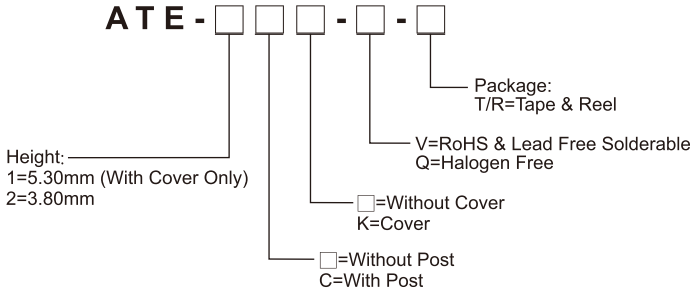 ATE-□□□-□-□
Package:
T/R=Tape & Reel
V=RoHS & Lead Free Solderable
Q=Halogen Free
Height:
1=5.30mm (With Cover Only)
2=3.80mm
□=Without Cover
K=Cover
□=Without Post
C=With Post